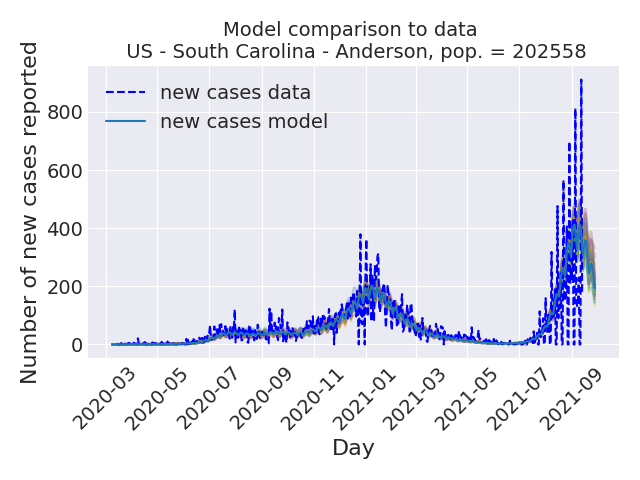 Model comparison to data
US - South Carolina - Anderson, pop. = 202558
Number of new cases reported
new cases data
new cases model
800
600
400
200
0
2020-03
2020-05
2020-07
2020-09
2020-11
2021-01
2021-03
2021-05
2021-07
2021-09
Day